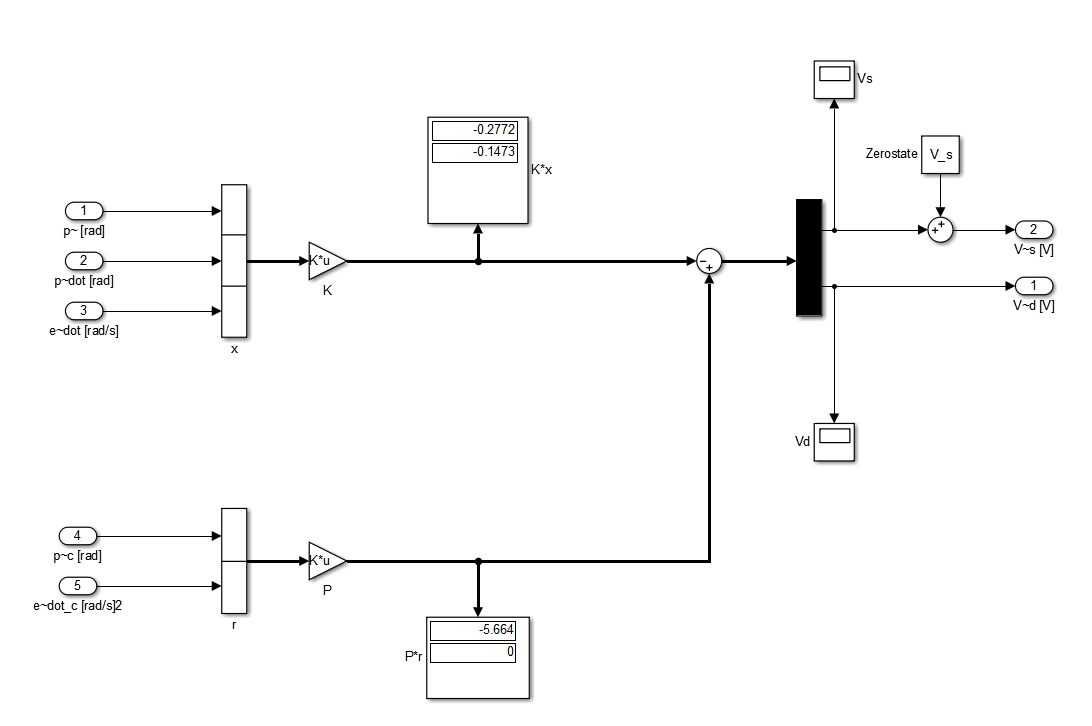 Vs
Zerostate
V_s
-0.2772
-0.1473
K*x
1
p~ [rad]
2
p~dot [rad]
3
e~dot [rad/s]
x
K*u
K
2
V~s [V]
1
V~d [V]
Vd
4
p~c [rad]
5
e~dot_c [rad/s]2
r
K*u
P
-5.664
0
P*r